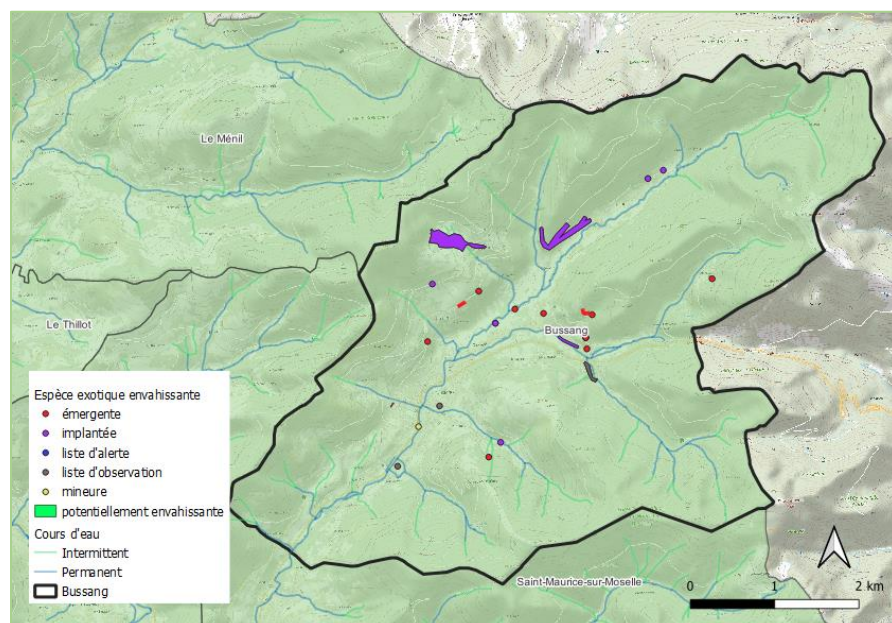 Le Ménil
Le Thillot
Bussang
Espèce exotique envahissante
émergente
implantée
liste d'alerte
liste d'observation
mineure
potentiellement envahissante
Cours d'eau
Intermittent
Permanent
Bussang
Saint-Maurice-sur-Moselle
0 1 2 km